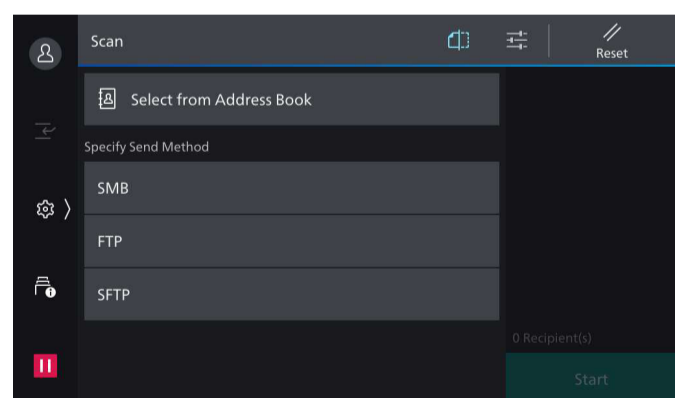 Scan
Reset
Select from Address Book
Specify Send Method
SMB
FTP
SFTP
0 Recipient(s)
Start